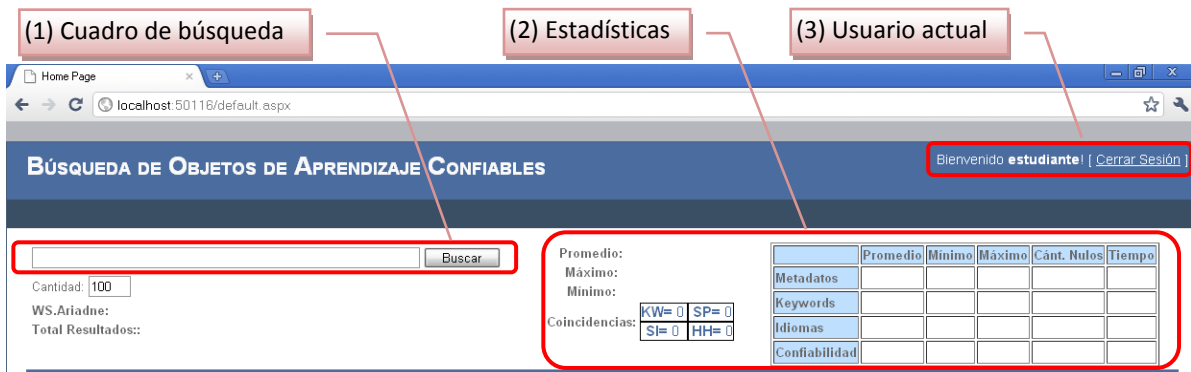 (1) Cuadro de búsqueda
(2) Estadísticas
(3) Usuario actual
Home Page
localhost:50116/default.aspx
BÚSQUEDA DE OBJETOS DE APRENDIZAJE CONFIABLES
Bienvenido estudiante! [ Cerrar Sesión ]
Buscar
Cantidad: 100
WS.Ariadne:
Total Resultados::
Promedio:
Máximo:
Mínimo:
Coincidencias: KW= 0 SP= 0
SI= 0 HH= 0
Promedio Mínimo Máximo Cánt. Nulos Tiempo
Metadatos
Keywords
Idiomas
Confiabilidad